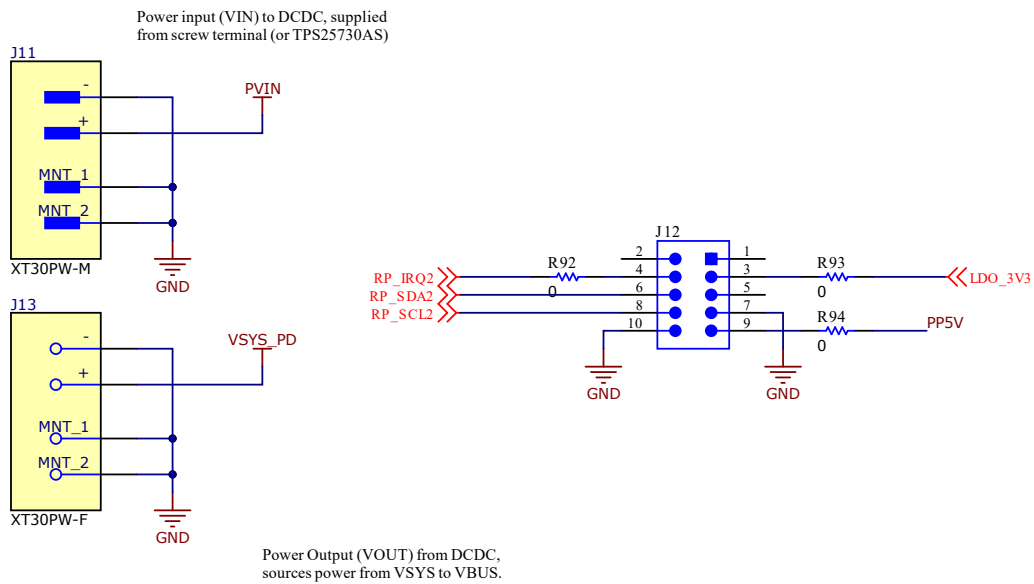 Power input (VIN) to DCDC, supplied
from screw terminal (or TPS25730AS)
J11
-
+
MNT_1
MNT_2
XT30PW-M
PVIN
GND
J13
-
+
MNT_1
MNT_2
XT30PW-F
VSYS_PD
GND
Power Output (VOUT) from DCDC,
sources power from VSYS to VBUS.
J12
2 1
4 3
6 5
8 7
10 9
RP_IRQ2
RP_SDA2
RP_SCL2
R92
0
R93
0
LDO_3V3
R94
0
PP5V
GND
GND